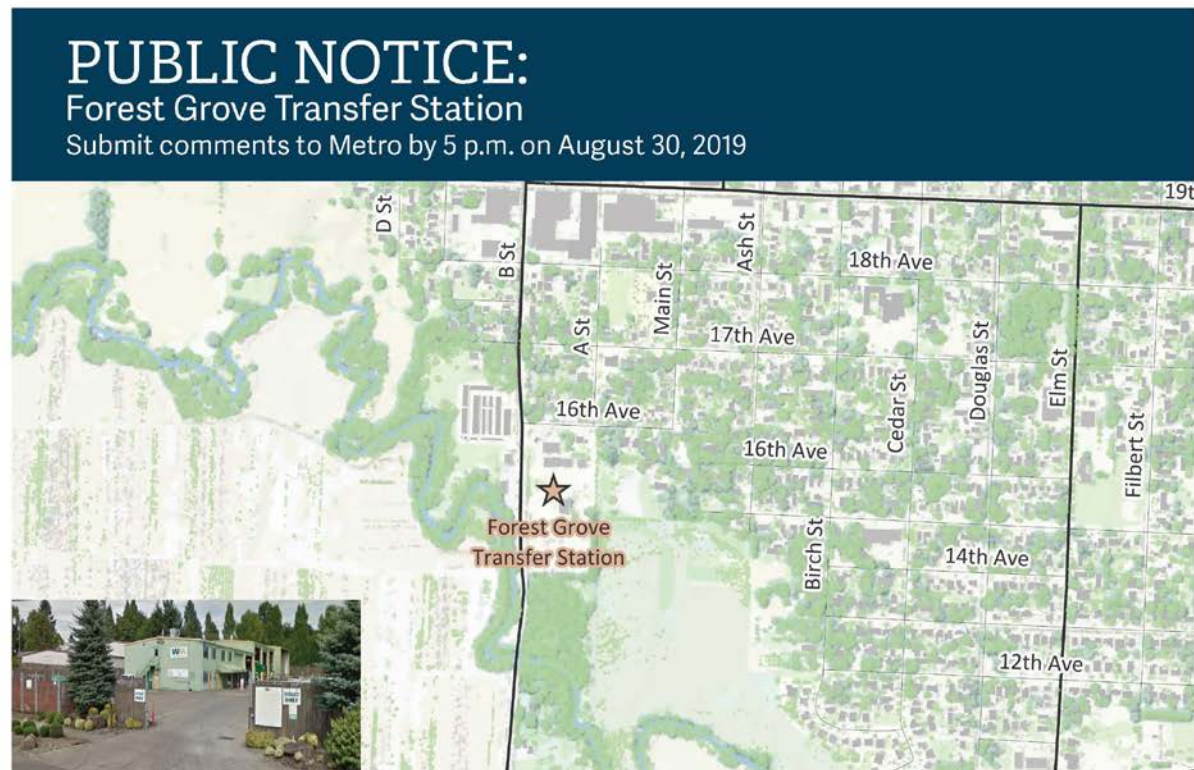 PUBLIC NOTICE:
Forest Grove Transfer Station
Submit comments to Metro by 5 p.m. on August 30, 2019
19t
D St
B St
Ash St
18th Ave
Main St
A St
17th Ave
Douglas St
Elm St
16th Ave
Cedar St
16th Ave
Filbert St
Forest Grove
Transfer Station
Birch St
14th Ave
12th Ave